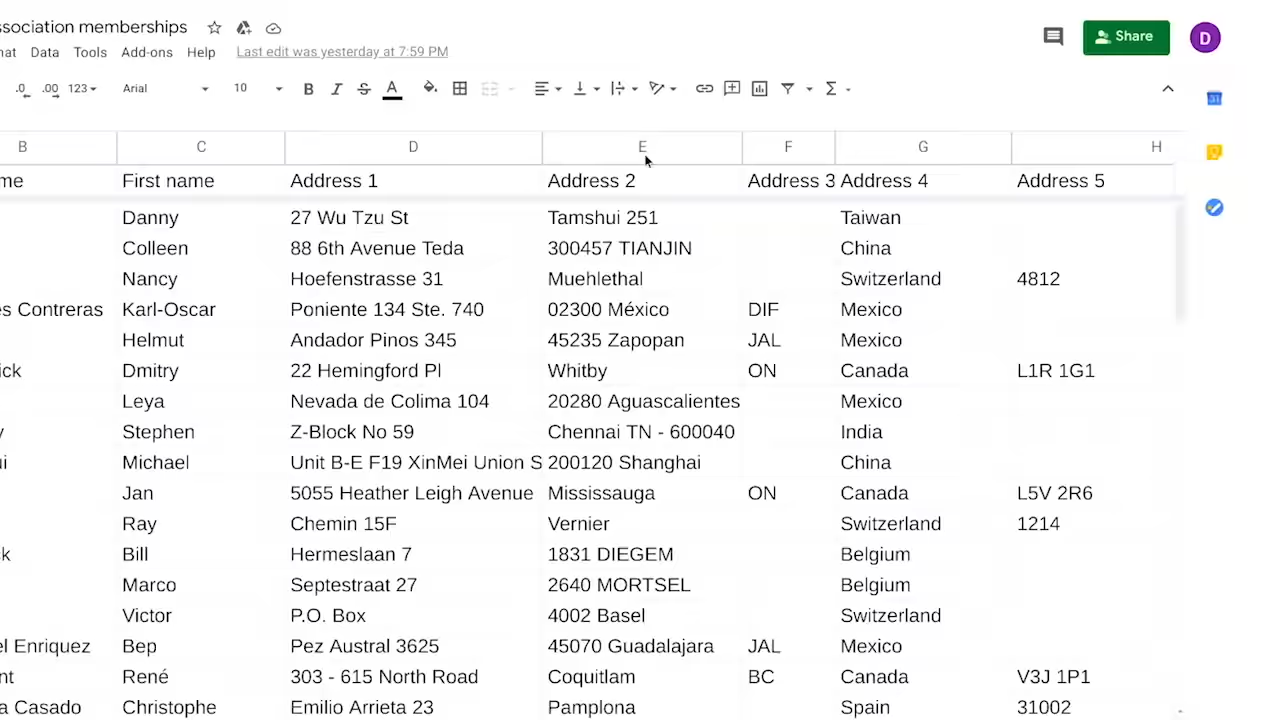 ssociation memberships
Share
D
nat Data Tools Add-ons Help Last edit was yesterday at 7:59 PM
.0 .00 123 Arial 10 B I S A Σ
31
B C D E F G H
me First name Address 1 Address 2 Address 3 Address 4 Address 5
Danny 27 Wu Tzu St Tamshui 251 Taiwan
Colleen 88 6th Avenue Teda 300457 TIANJIN China
Nancy Hoefenstrasse 31 Muehlethal Switzerland 4812
es Contreras Karl-Oscar Poniente 134 Ste. 740 02300 México DIF Mexico
Helmut Andador Pinos 345 45235 Zapopan JAL Mexico
ick Dmitry 22 Hemingford Pl Whitby ON Canada L1R 1G1
Leya Nevada de Colima 104 20280 Aguascalientes Mexico
y Stephen Z-Block No 59 Chennai TN - 600040 India
ui Michael Unit B-E F19 XinMei Union S 200120 Shanghai China
Jan 5055 Heather Leigh Avenue Mississauga ON Canada L5V 2R6
Ray Chemin 15F Vernier Switzerland 1214
ck Bill Hermeslaan 7 1831 DIEGEM Belgium
Marco Septestraat 27 2640 MORTSEL Belgium
Victor P.O. Box 4002 Basel Switzerland
el Enriquez Bep Pez Austral 3625 45070 Guadalajara JAL Mexico
nt René 303 - 615 North Road Coquitlam BC Canada V3J 1P1
a Casado Christophe Emilio Arrieta 23 Pamplona Spain 31002